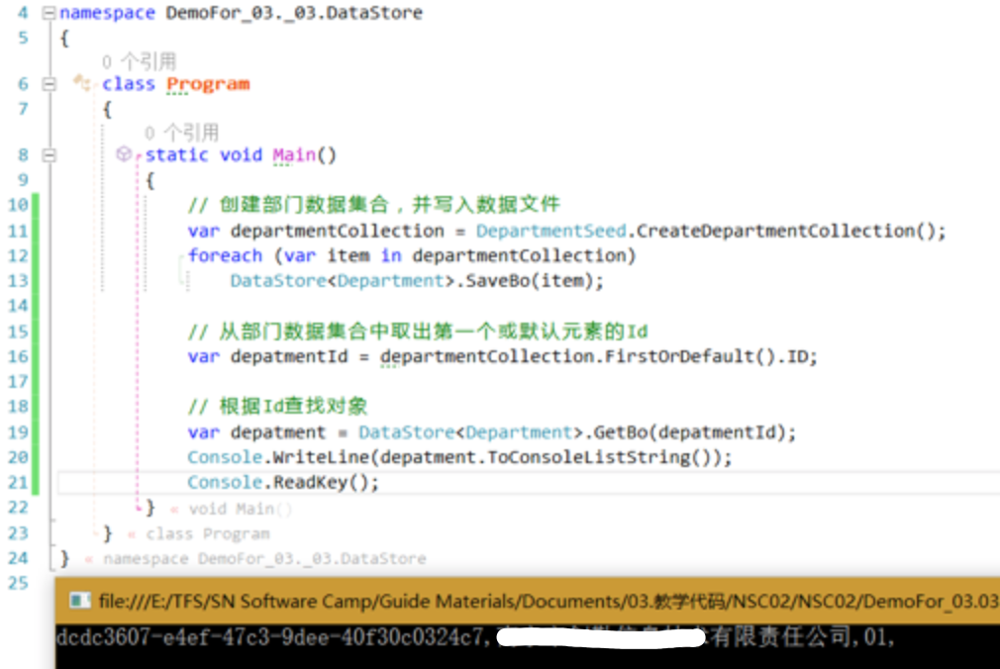 4 namespace DemoFor_03._03.DataStore
5 {
0 个引用
6 class Program
7 {
0 个引用
8 static void Main()
9 {
10 // 创建部门数据集合，并写入数据文件
11 var departmentCollection = DepartmentSeed.CreateDepartmentCollection();
12 foreach (var item in departmentCollection)
13 DataStore<Department>.SaveBo(item);
14
15 // 从部门数据集合中取出第一个或默认元素的Id
16 var depatmentId = departmentCollection.FirstOrDefault().ID;
17
18 // 根据Id查找对象
19 var depatment = DataStore<Department>.GetBo(depatmentId);
20 Console.WriteLine(depatment.ToConsoleListString());
21 Console.ReadKey();
22 } « void Main()
23 } « class Program
24 } « namespace DemoFor_03._03.DataStore
25
file:///E:/TFS/SN Software Camp/Guide Materials/Documents/03.教学代码/NSC02/NSC02/DemoFor_03.03
dcdc3607-e4ef-47c3-9dee-40f30c0324c7, 有限责任公司,01,